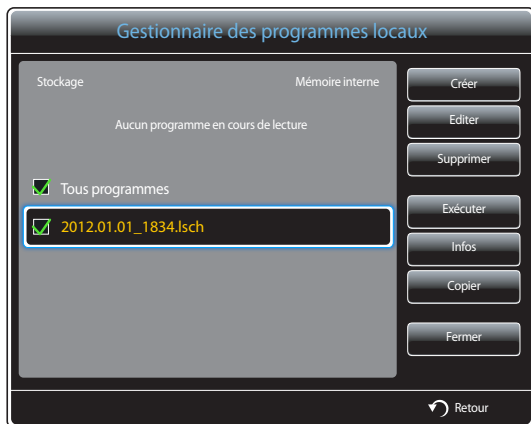 Gestionnaire des programmes locaux
Stockage Mémoire interne
Aucun programme en cours de lecture
Tous programmes
2012.01.01_1834.lsch
Créer
Editer
Supprimer
Exécuter
Infos
Copier
Fermer
Retour